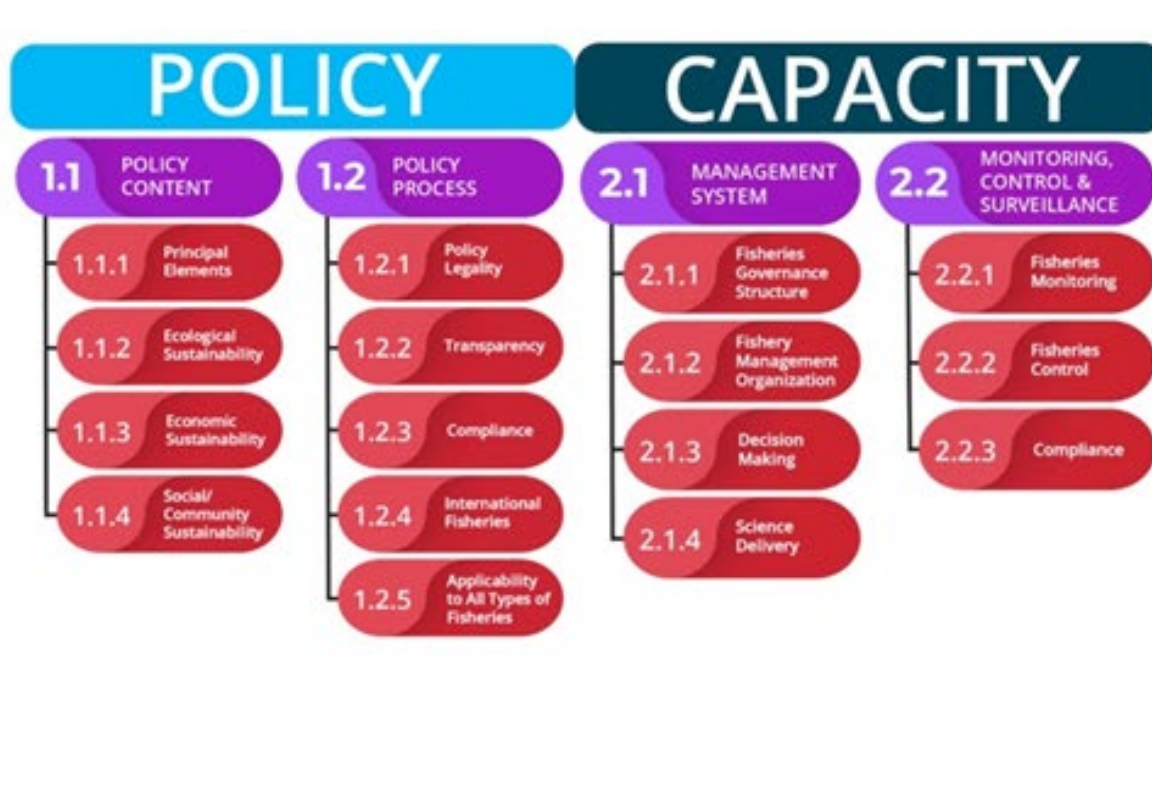 POLICY
CAPACITY
1.1
POLICY
CONTENT
1.1.1
Principal
Elements
1.1.2
Ecological
Sustainability
1.1.3
Economic
Sustainability
1.1.4
Social/
Community
Sustainability
1.2
POLICY
PROCESS
1.2.1
Policy
Legality
1.2.2
Transparency
1.2.3
Compliance
1.2.4
International
Fisheries
1.2.5
Applicability
to All Types of
Fisheries
2.1
MANAGEMENT
SYSTEM
2.1.1
Fisheries
Governance
Structure
2.1.2
Fishery
Management
Organization
2.1.3
Decision
Making
2.1.4
Science
Delivery
2.2
MONITORING,
CONTROL &
SURVEILLANCE
2.2.1
Fisheries
Monitoring
2.2.2
Fisheries
Control
2.2.3
Compliance